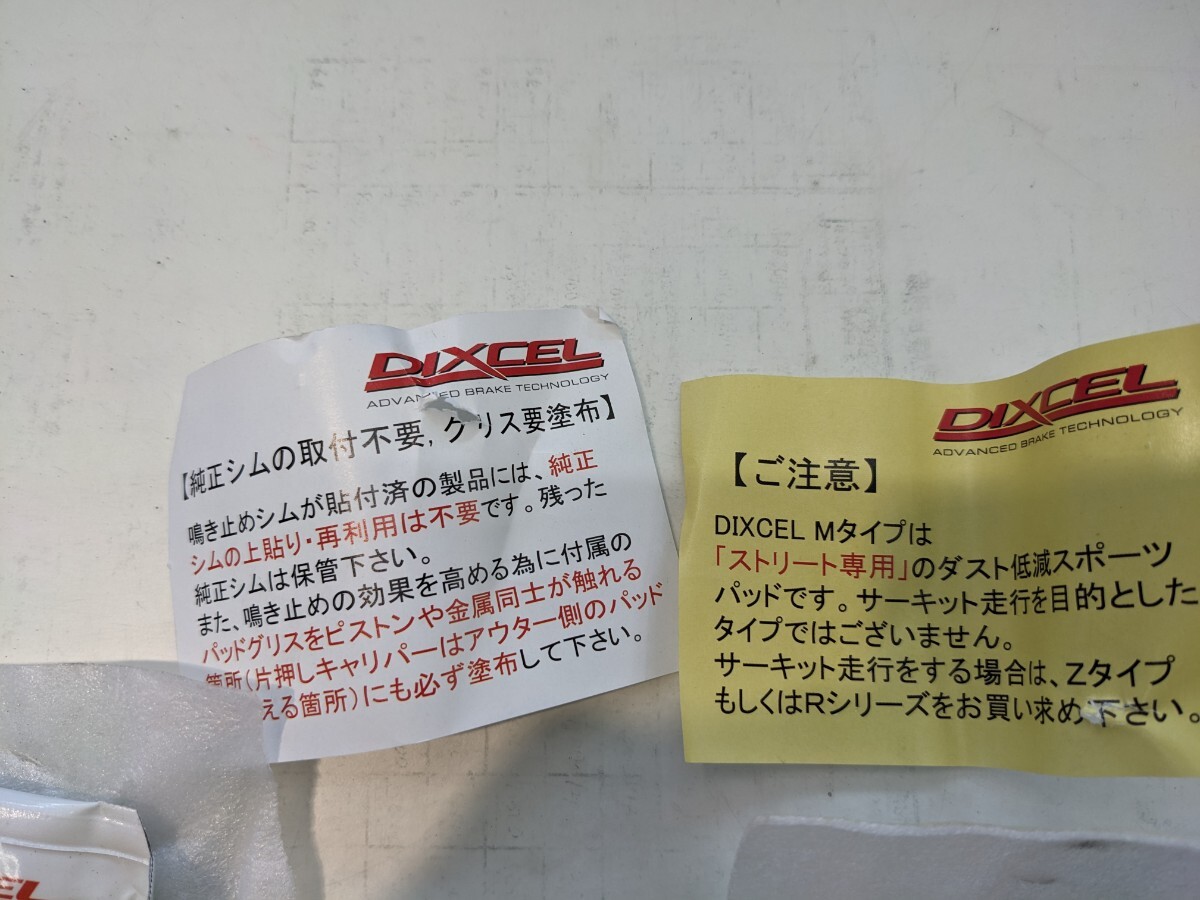 DIXCEL
ADVANCED BRAKE TECHNOLOGY
【純正シムの取付不要, グリス要塗布】
鳴き止めシムが貼付済の製品には、純正
シムの上貼り・再利用は不要です。残った
純正シムは保管下さい。
また、鳴き止めの効果を高める為に付属の
パッドグリスをピストンや金属同士が触れる
箇所(片押しキャリパーはアウター側のパッド
える箇所)にも必ず塗布して下さい。
DIXCEL
ADVANCED BRAKE TECHNOLOGY
【ご注意】
DIXCEL Mタイプは
「ストリート専用」のダスト低減スポーツ
パッドです。サーキット走行を目的とした
タイプではございません。
サーキット走行をする場合は、Zタイプ
もしくはRシリーズをお買い求め下さい。
EL